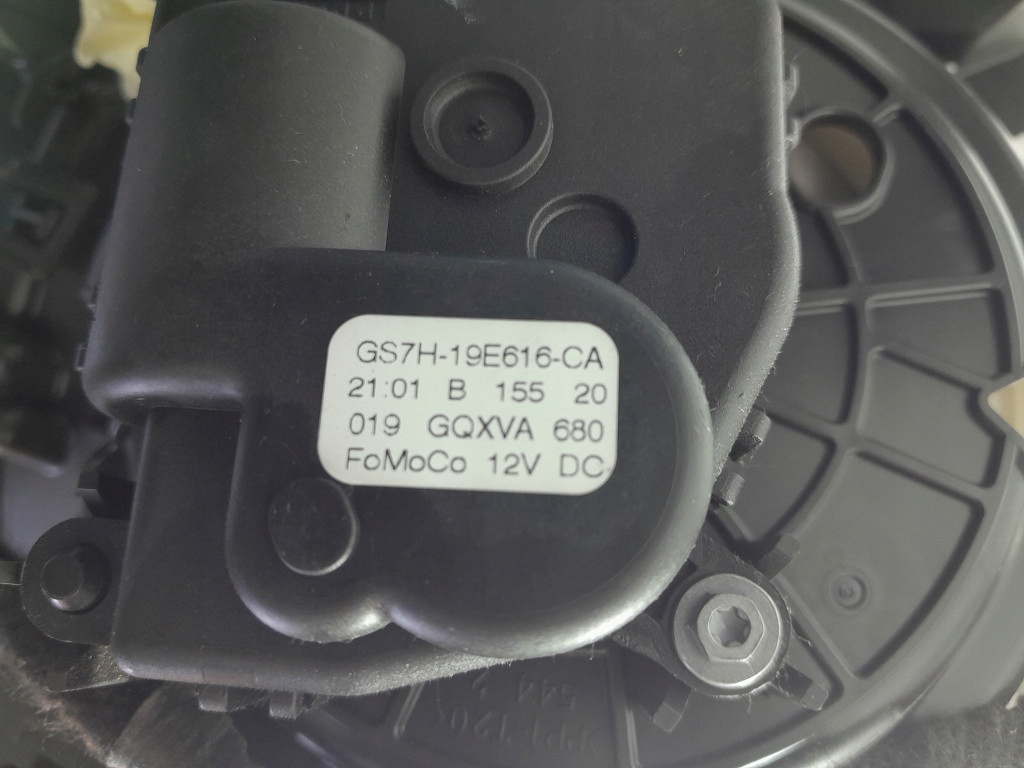 GS7H-19E616-CA
21:01 B 155 20
019 GQXVA 680
FoMoCo 12V DC